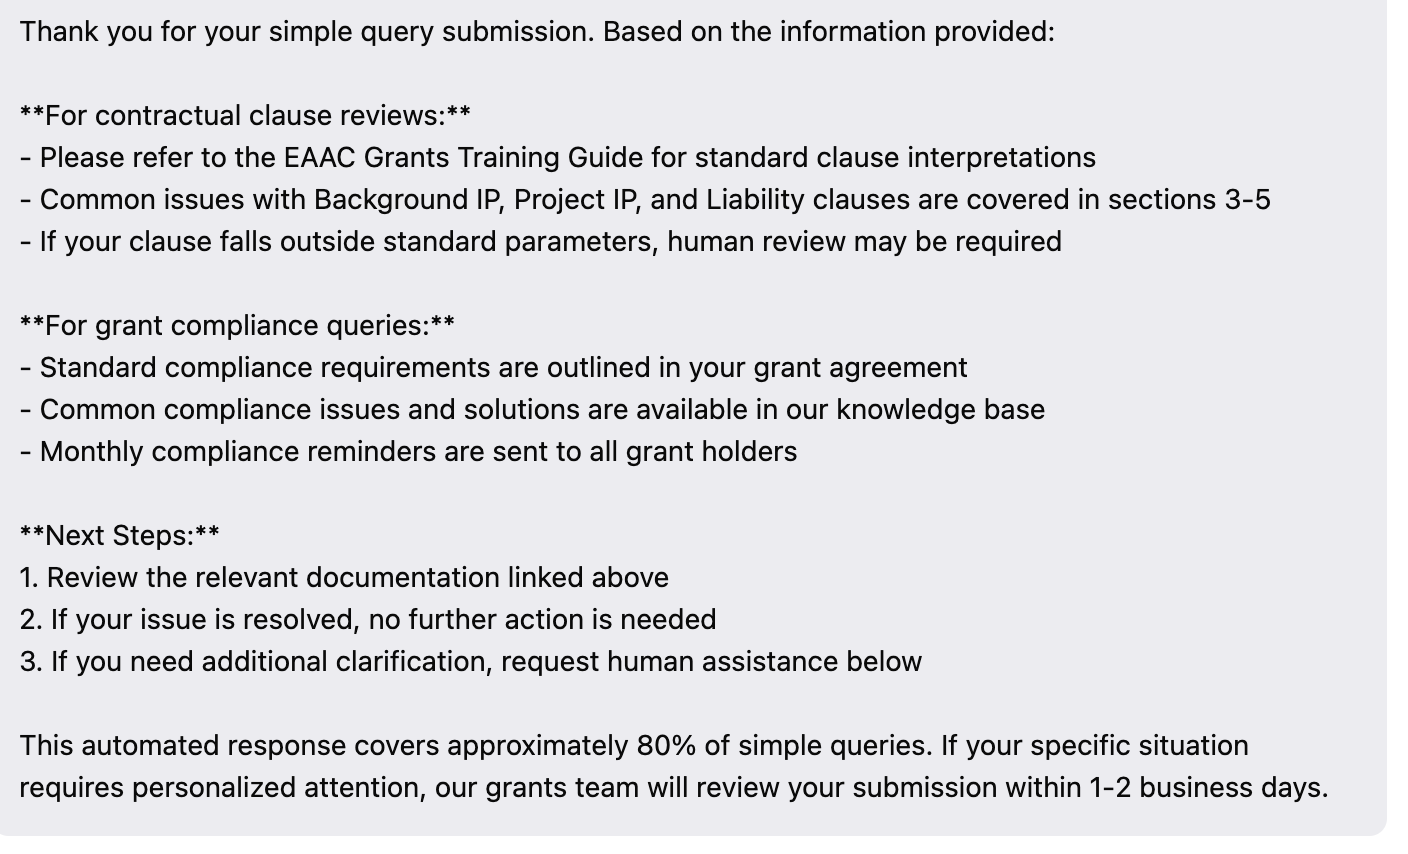 Thank you for your simple query submission. Based on the information provided:
**For contractual clause reviews:**
- Please refer to the EAAC Grants Training Guide for standard clause interpretations
- Common issues with Background IP, Project IP, and Liability clauses are covered in sections 3-5
- If your clause falls outside standard parameters, human review may be required
**For grant compliance queries:**
- Standard compliance requirements are outlined in your grant agreement
- Common compliance issues and solutions are available in our knowledge base
- Monthly compliance reminders are sent to all grant holders
**Next Steps:**
1. Review the relevant documentation linked above
2. If your issue is resolved, no further action is needed
3. If you need additional clarification, request human assistance below
This automated response covers approximately 80% of simple queries. If your specific situation
requires personalized attention, our grants team will review your submission within 1-2 business days.